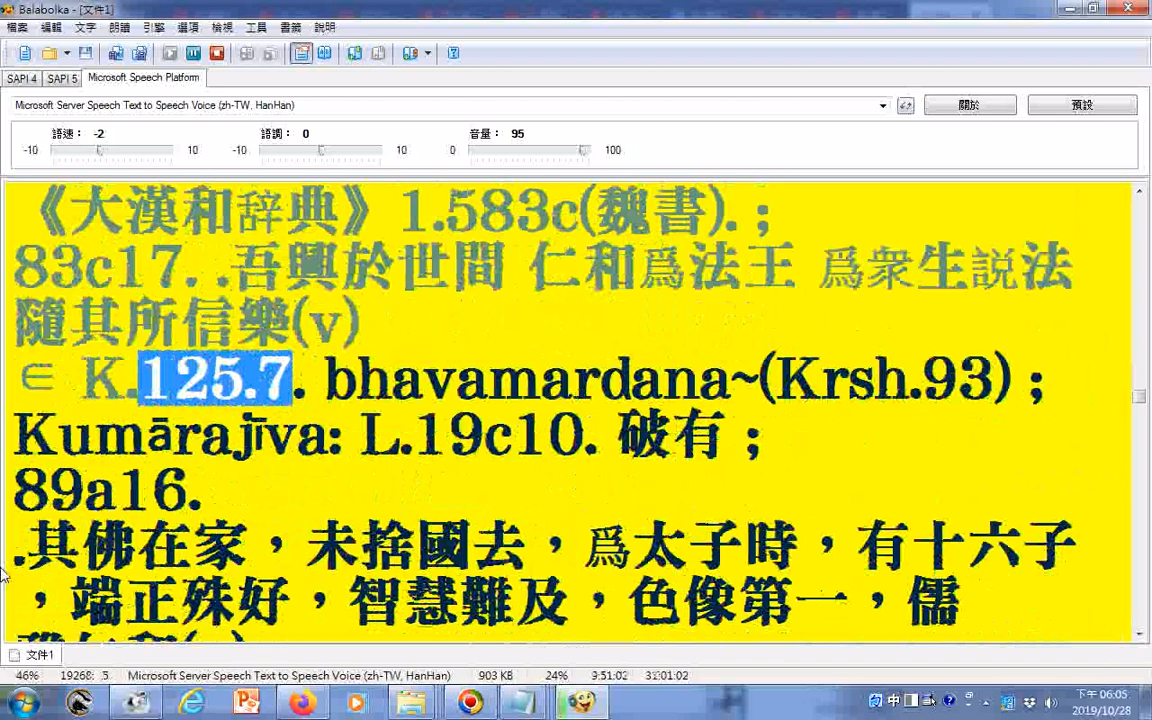 Balabolka - [文件1]
檔案 編輯 文字 朗讀 引擎 選項 檢視 工具 書籤 說明
SAPI 4 SAPI 5 Microsoft Speech Platform
Microsoft Server Speech Text to Speech Voice (zh-TW, HanHan) 關於 預設
語速： -2 語調： 0 音量： 95
-10 10 -10 10 0 100
《大漢和辞典》 1.583c(魏書). ;
83c17. .吾興於世間 仁和爲法王 爲衆生説法
隨其所信樂(v)
∈ K.125.7. bhavamardana~(Krsh.93) ;
Kumārajīva: L.19c10. 破有 ;
89a16.
.其佛在家，未捨國去，爲太子時，有十六子
，端正殊好，智慧難及，色像第一，儒
文件1
46% Microsoft Server Speech Text to Speech Voice (zh-TW, HanHan) 903 KB 24% 3:51:02
中 下午 06:05
2019/10/28